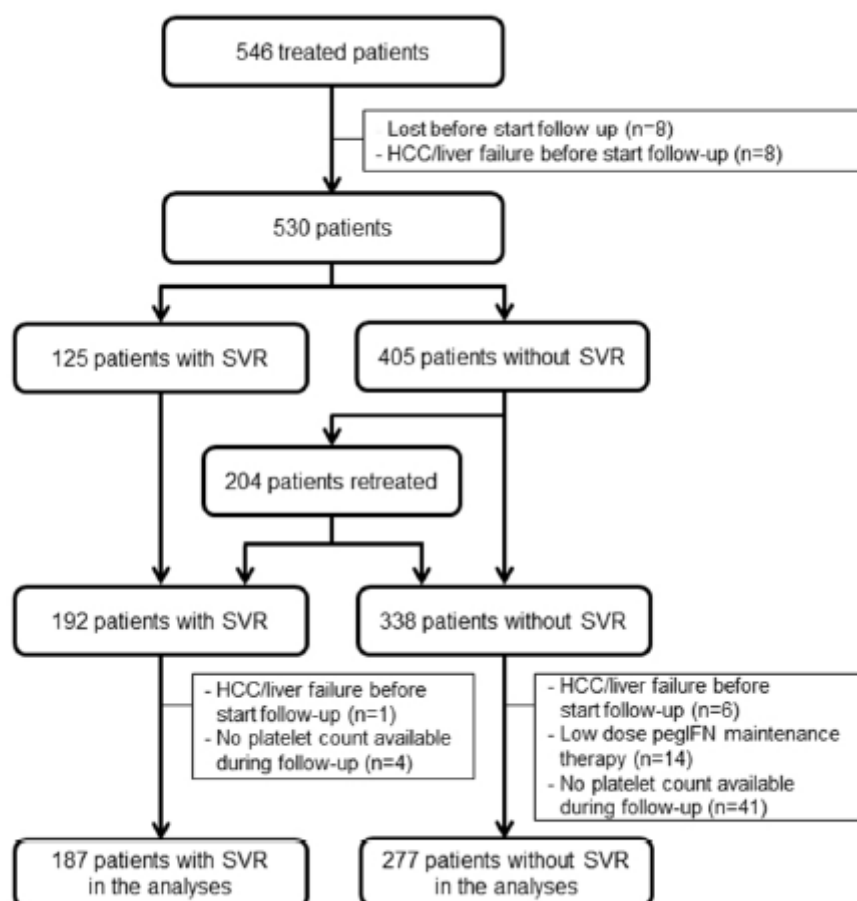 546 treated patients
- Lost before start follow up (n=8)
- HCC/liver failure before start follow-up (n=8)
530 patients
125 patients with SVR
405 patients without SVR
204 patients retreated
192 patients with SVR
338 patients without SVR
- HCC/liver failure before
start follow-up (n=1)
- No platelet count available
during follow-up (n=4)
- HCC/liver failure before
start follow-up (n=6)
- Low dose pegIFN maintenance
therapy (n=14)
- No platelet count available
during follow-up (n=41)
187 patients with SVR
in the analyses
277 patients without SVR
in the analyses